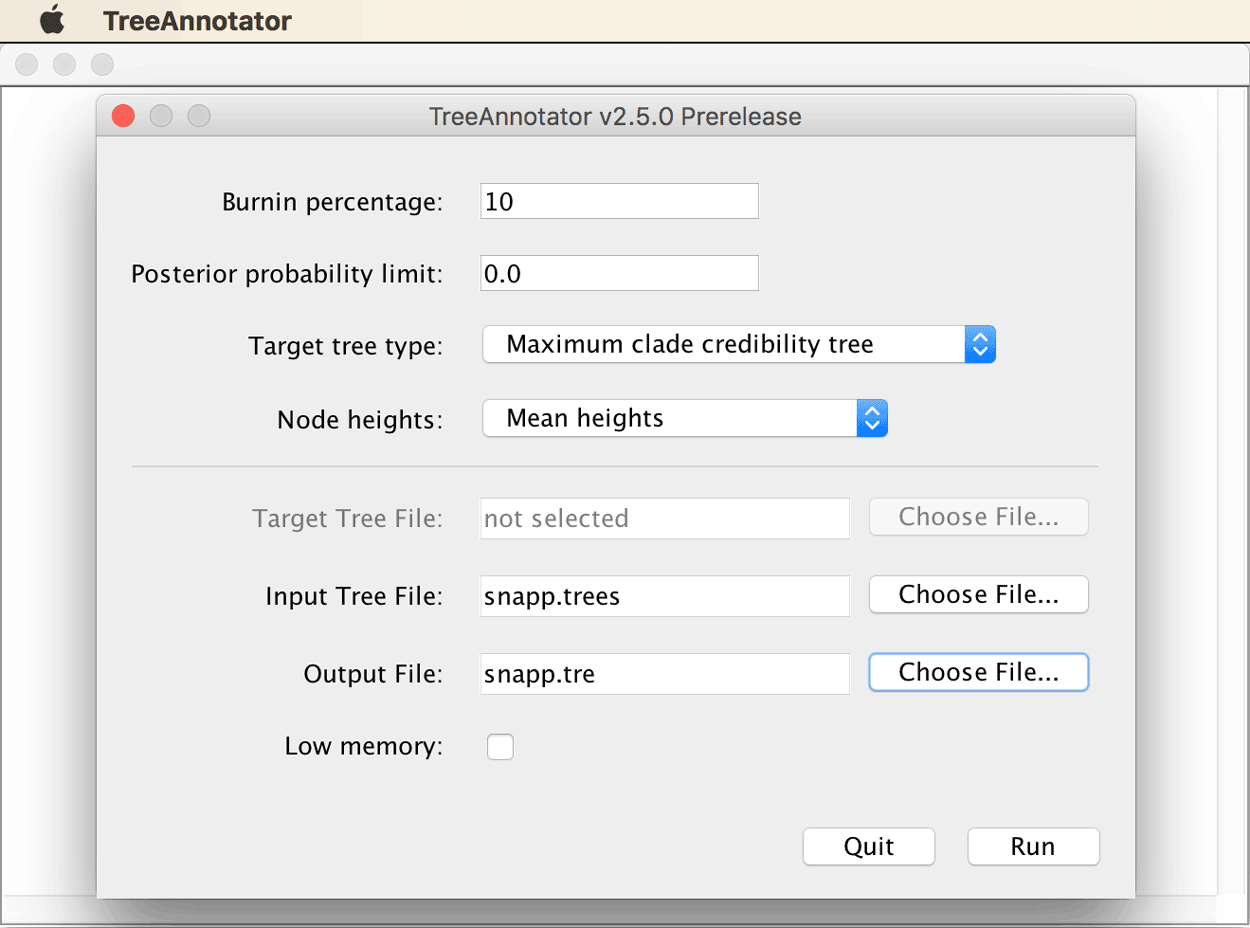 TreeAnnotator
TreeAnnotator v2.5.0 Prerelease
Burnin percentage: 10
Posterior probability limit: 0.0
Target tree type: Maximum clade credibility tree
Node heights: Mean heights
Target Tree File: not selected Choose File...
Input Tree File: snapp.trees Choose File...
Output File: snapp.tre Choose File...
Low memory:
Quit Run